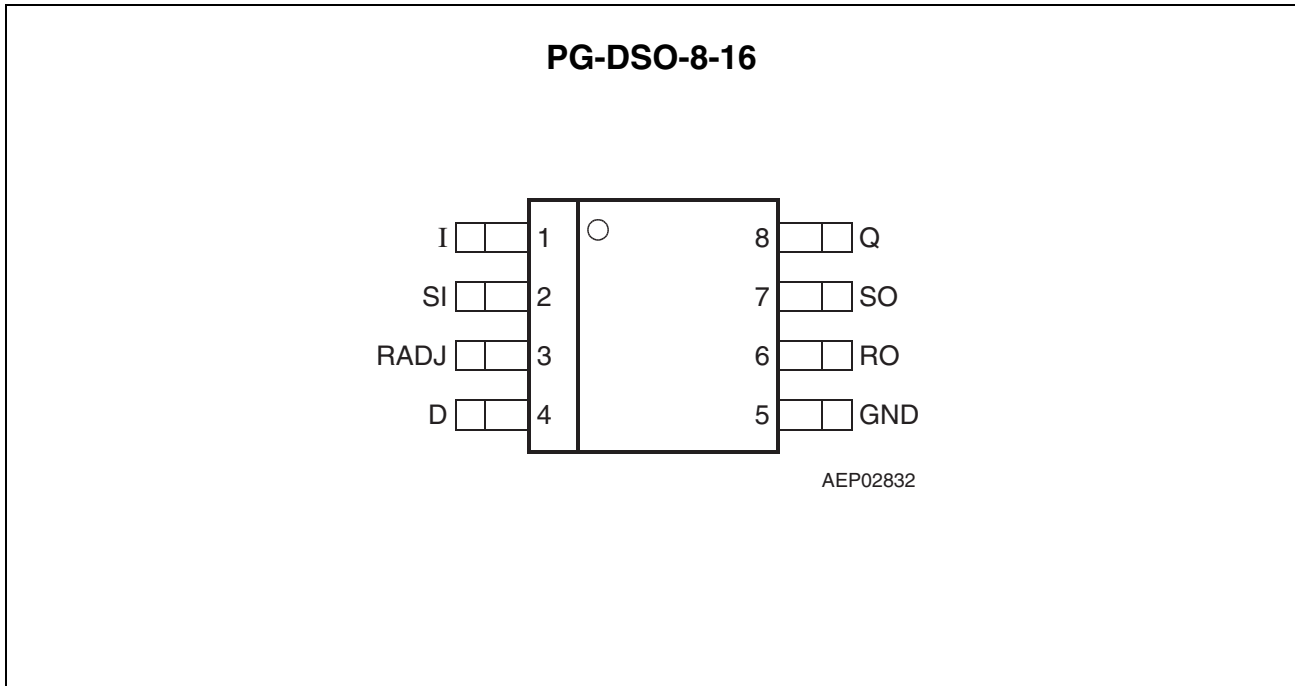 PG-DSO-8-16
I 1 8 Q
SI 2 7 SO
RADJ 3 6 RO
D 4 5 GND
AEP02832